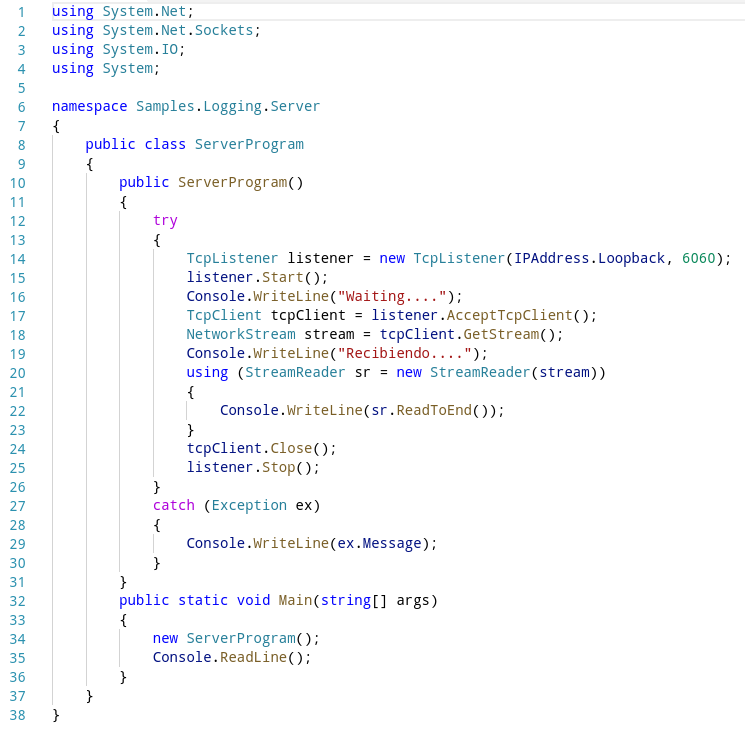 1 using System.Net;
2 using System.Net.Sockets;
3 using System.IO;
4 using System;
5
6 namespace Samples.Logging.Server
7 {
8     public class ServerProgram
9     {
10         public ServerProgram()
11         {
12             try
13             {
14                 TcpListener listener = new TcpListener(IPAddress.Loopback, 6060);
15                 listener.Start();
16                 Console.WriteLine("Waiting....");
17                 TcpClient tcpClient = listener.AcceptTcpClient();
18                 NetworkStream stream = tcpClient.GetStream();
19                 Console.WriteLine("Recibiendo....");
20                 using (StreamReader sr = new StreamReader(stream))
21                 {
22                     Console.WriteLine(sr.ReadToEnd());
23                 }
24                 tcpClient.Close();
25                 listener.Stop();
26             }
27             catch (Exception ex)
28             {
29                 Console.WriteLine(ex.Message);
30             }
31         }
32         public static void Main(string[] args)
33         {
34             new ServerProgram();
35             Console.ReadLine();
36         }
37     }
38 }